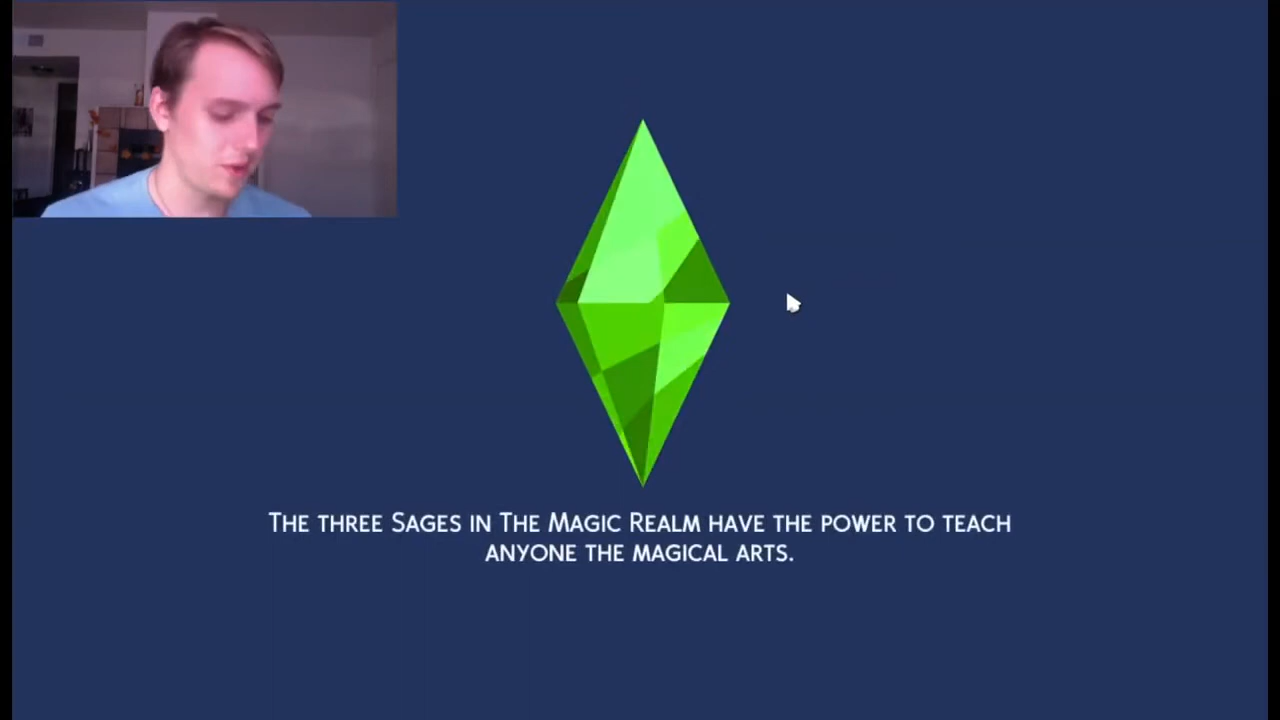 The three Sages in The Magic Realm have the power to teach
anyone the magical arts.